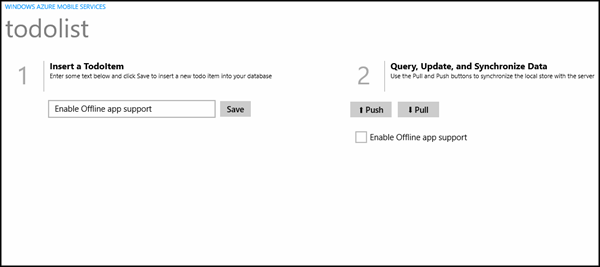 WINDOWS AZURE MOBILE SERVICES
todolist
1
Insert a TodoItem
Enter some text below and click Save to insert a new todo item into your database
Enable Offline app support
Save
2
Query, Update, and Synchronize Data
Use the Pull and Push buttons to synchronize the local store with the server
⬆ Push
⬇ Pull
Enable Offline app support